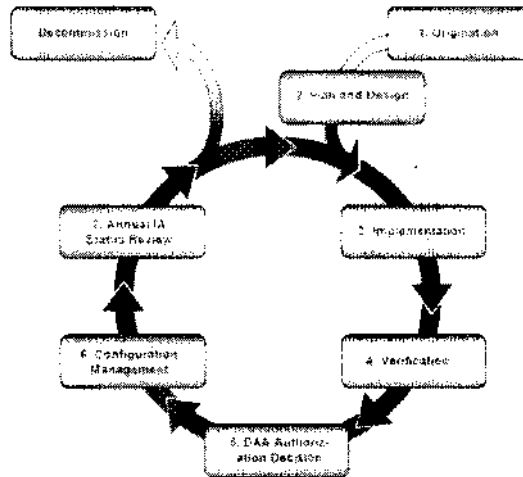 Decommission
1. Origination
2. Plan and Design
7. Annual IA
Status Review
3. Implementation
6. Configuration
Management
4. Verification
5. DAA Authoriz-
ation Decision